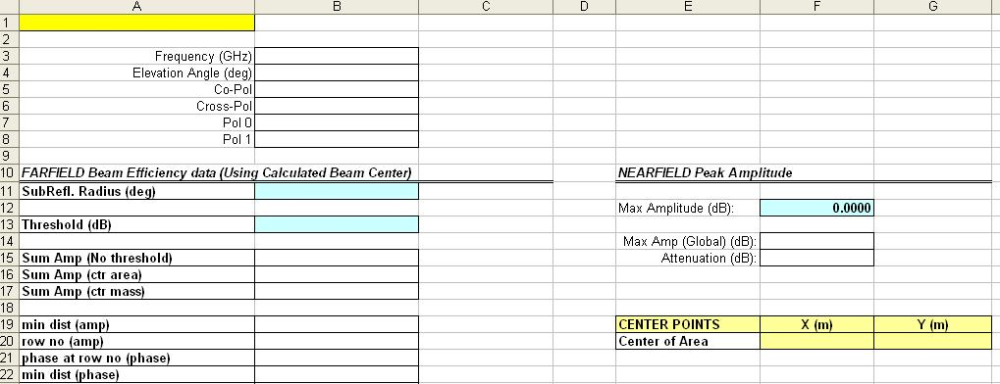 A B C D E F G
1
2
3 Frequency (GHz)
4 Elevation Angle (deg)
5 Co-Pol
6 Cross-Pol
7 Pol 0
8 Pol 1
9
10 FARFIELD Beam Efficiency data (Using Calculated Beam Center) NEARFIELD Peak Amplitude
11 SubRefl. Radius (deg)
12 Max Amplitude (dB): 0.0000
13 Threshold (dB)
14 Max Amp (Global) (dB):
15 Sum Amp (No threshold) Attenuation (dB):
16 Sum Amp (ctr area)
17 Sum Amp (ctr mass)
18
19 min dist (amp) CENTER POINTS X (m) Y (m)
20 row no (amp) Center of Area
21 phase at row no (phase)
22 min dist (phase)